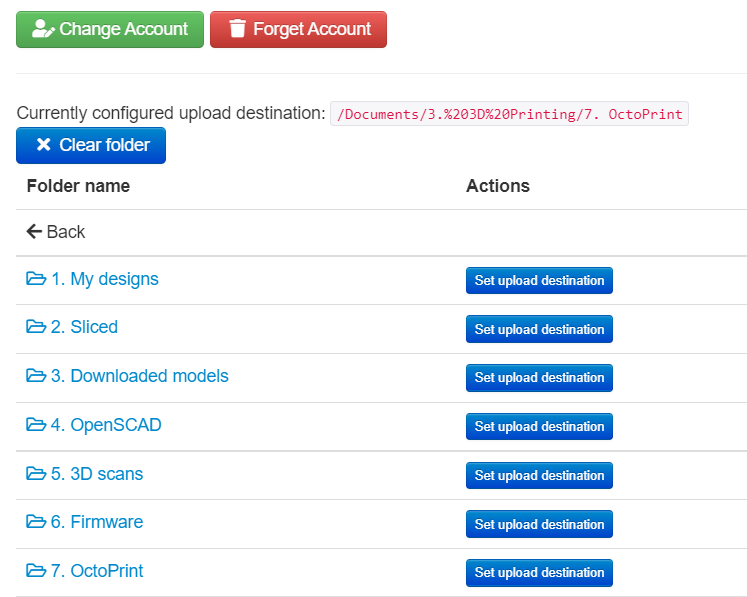 Change Account Forget Account
Currently configured upload destination: /Documents/3.%203D%20Printing/7. OctoPrint
Clear folder
Folder name Actions
Back
1. My designs Set upload destination
2. Sliced Set upload destination
3. Downloaded models Set upload destination
4. OpenSCAD Set upload destination
5. 3D scans Set upload destination
6. Firmware Set upload destination
7. OctoPrint Set upload destination